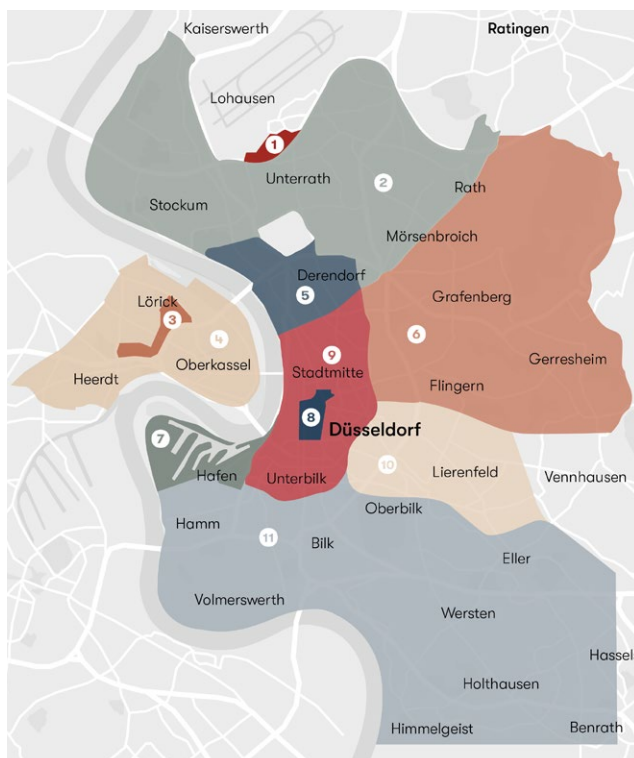 Kaiserswerth
Ratingen
Lohausen
1
Unterrath
2
Rath
Stockum
Mörsenbroich
Derendorf
5
Lörick
3
Grafenberg
4
6
9
Oberkassel
Stadtmitte
Gerresheim
Heerdt
Flingern
8
Düsseldorf
7
10
Lierenfeld
Hafen
Unterbilk
Vennhausen
Oberbilk
Hamm
11
Bilk
Eller
Volmerswerth
Wersten
Hassel
Holthausen
Himmelgeist
Benrath